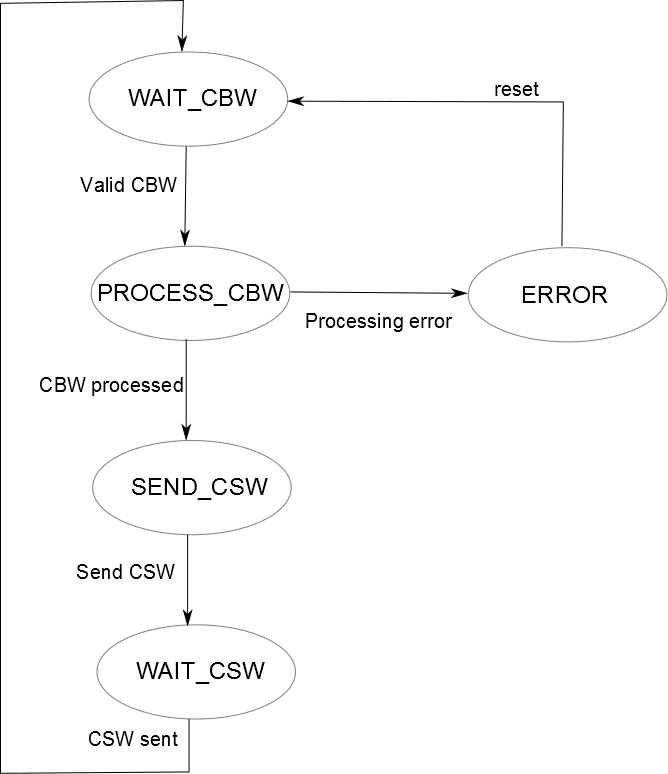 reset
WAIT_CBW
Valid CBW
PROCESS_CBW
ERROR
Processing error
CBW processed
SEND_CSW
Send CSW
WAIT_CSW
CSW sent